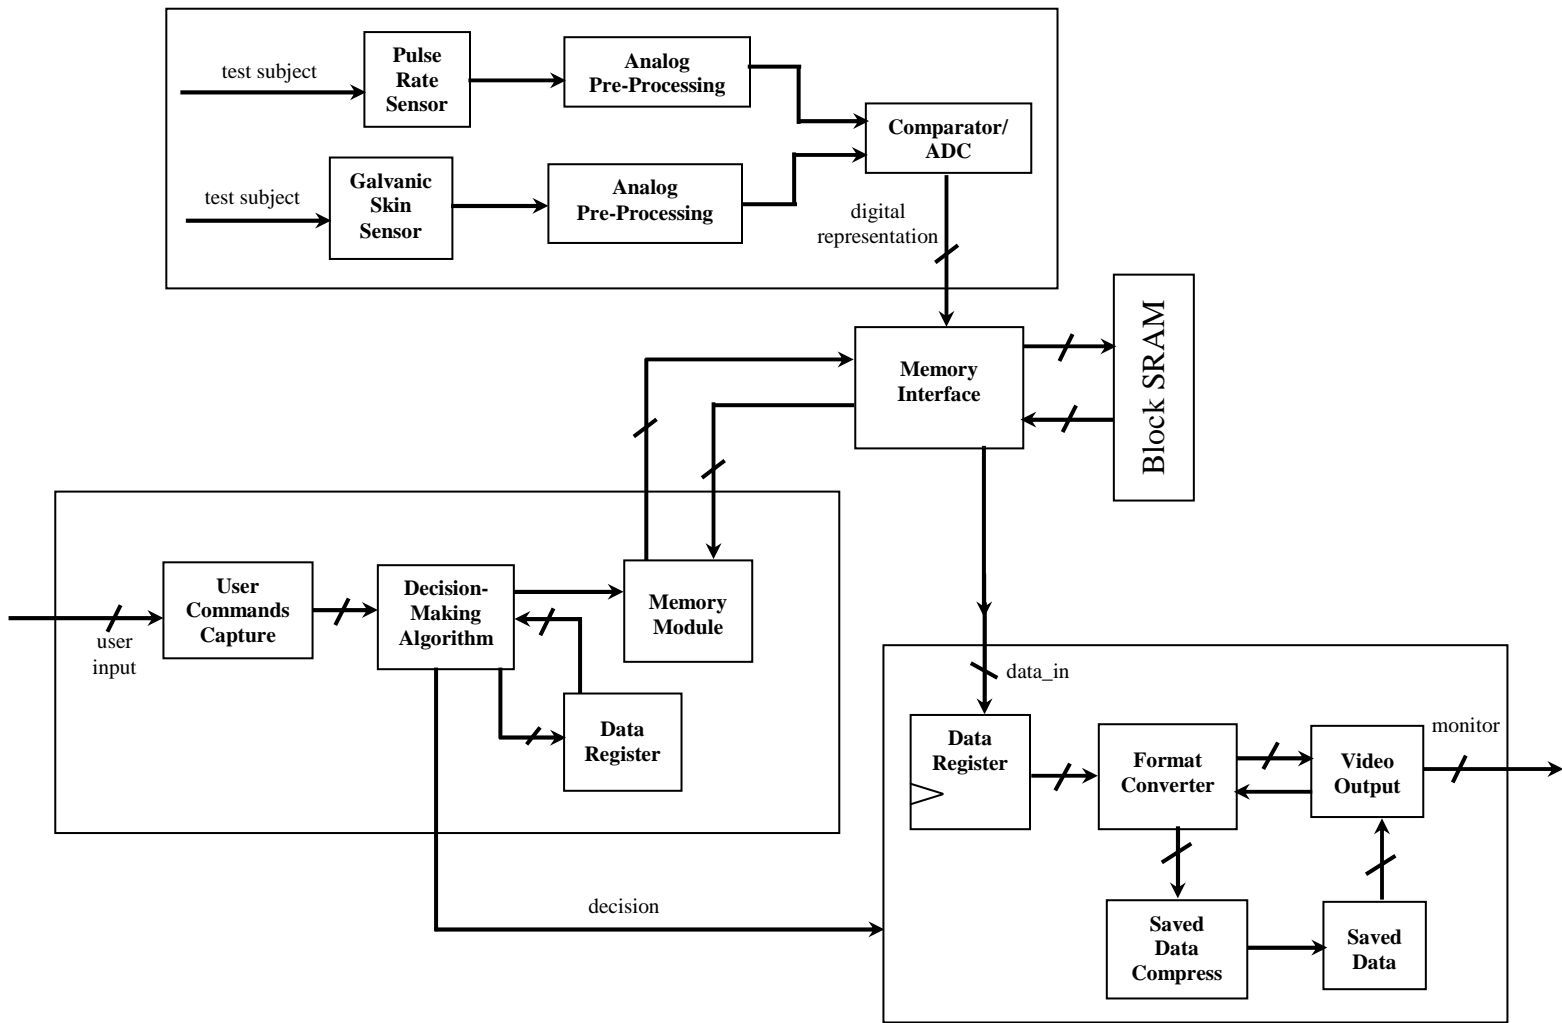 test subject
Pulse
Rate
Sensor
Analog
Pre-Processing
Comparator/
ADC
test subject
Galvanic
Skin
Sensor
Analog
Pre-Processing
digital
representation
Memory
Interface
Block SRAM
user
input
User
Commands
Capture
Decision-
Making
Algorithm
Memory
Module
Data
Register
decision
data_in
Data
Register
Format
Converter
Video
Output
monitor
Saved
Data
Compress
Saved
Data